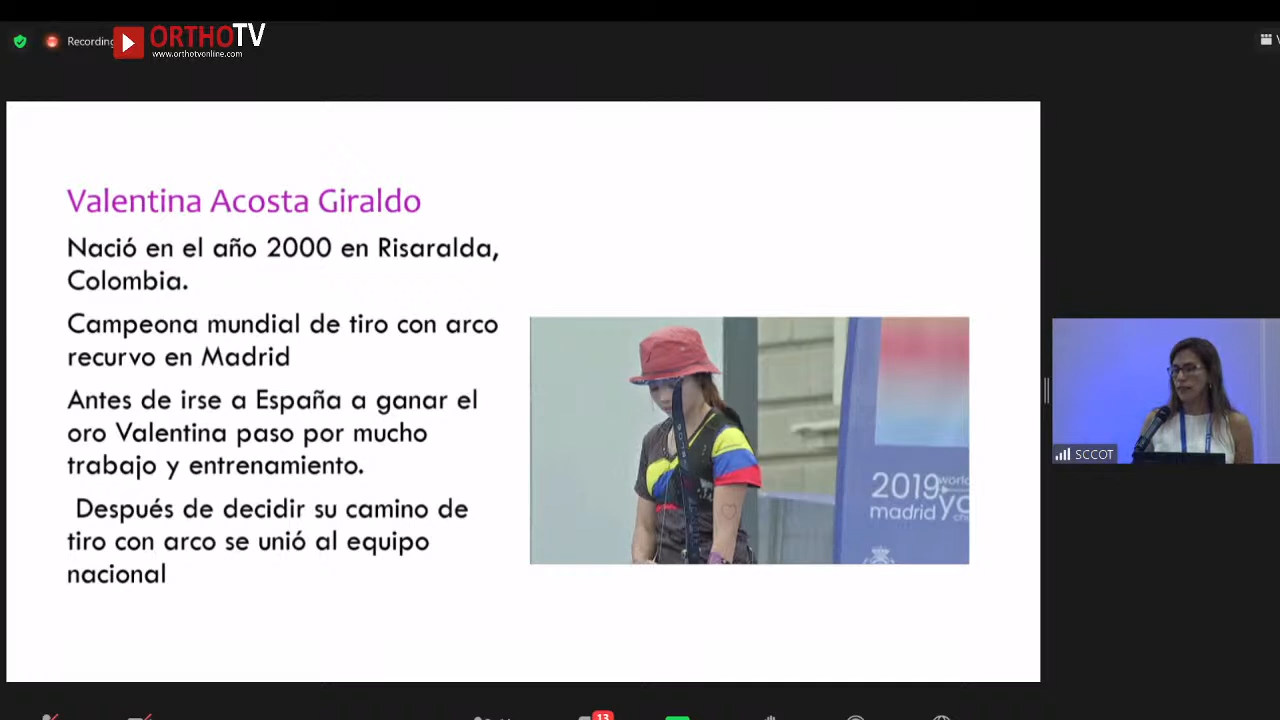 Recording
ORTHOTV
www.orthotvonline.com
Valentina Acosta Giraldo
Nació en el año 2000 en Risaralda,
Colombia.
Campeona mundial de tiro con arco
recurvo en Madrid
Antes de irse a España a ganar el
oro Valentina paso por mucho
trabajo y entrenamiento.
Después de decidir su camino de
tiro con arco se unió al equipo
nacional
2019
madrid
world
SCCOT
13